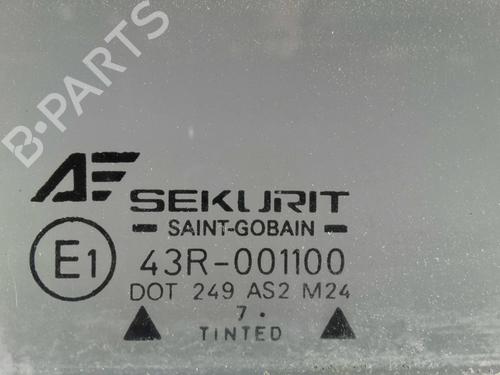 B-PARTS
AF
SEKURIT
SAINT-GOBAIN
E1 43R-001100
DOT 249 AS2 M24
7 .
TINTED